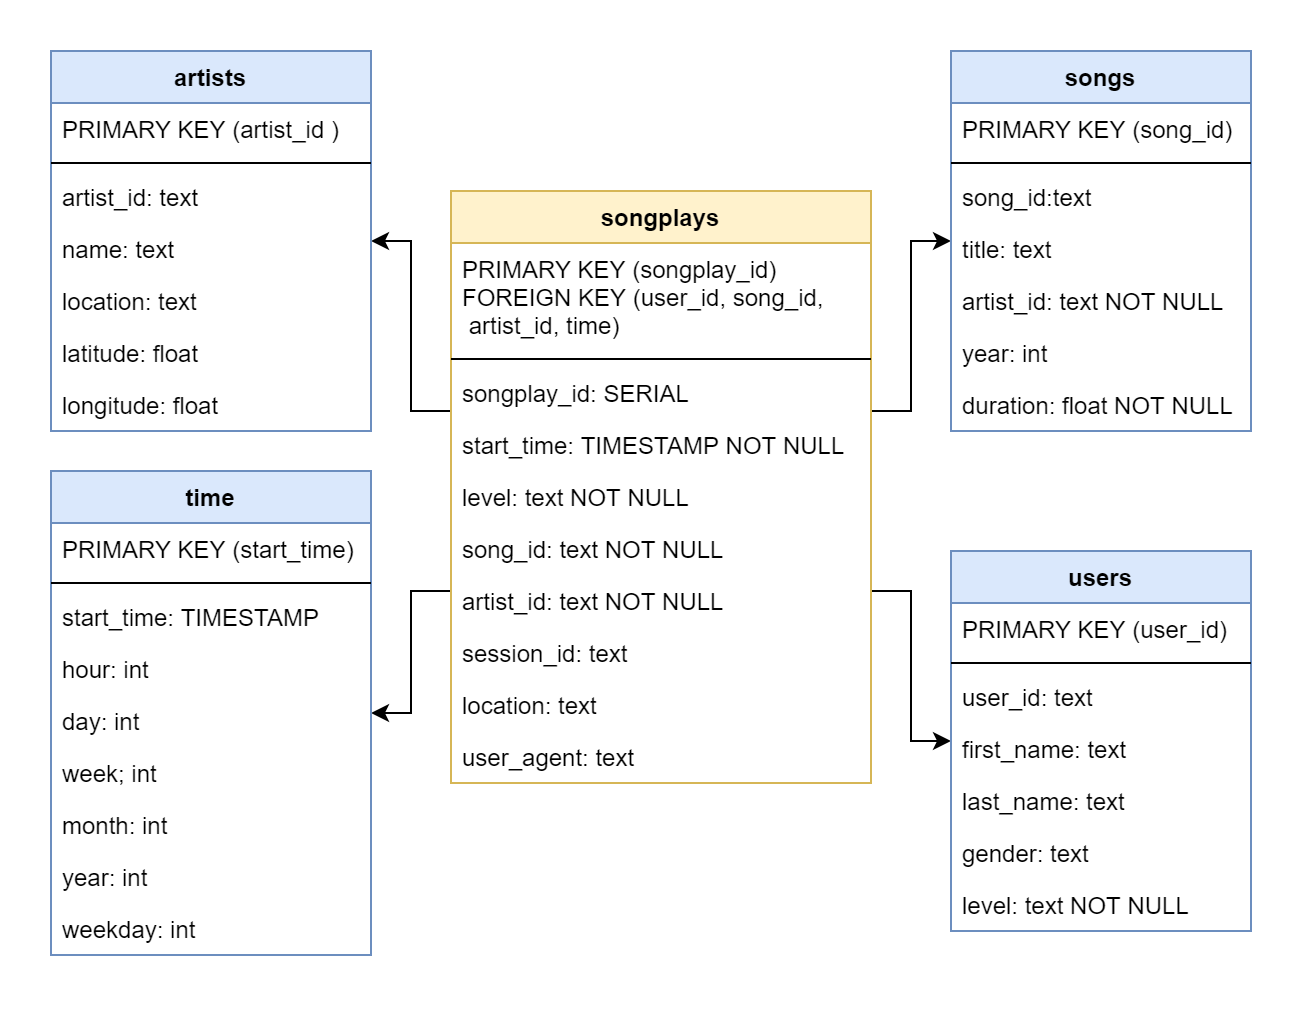 artists
PRIMARY KEY (artist_id )
artist_id: text
name: text
location: text
latitude: float
longitude: float
time
PRIMARY KEY (start_time)
start_time: TIMESTAMP
hour: int
day: int
week; int
month: int
year: int
weekday: int
songplays
PRIMARY KEY (songplay_id)
FOREIGN KEY (user_id, song_id,
artist_id, time)
songplay_id: SERIAL
start_time: TIMESTAMP NOT NULL
level: text NOT NULL
song_id: text NOT NULL
artist_id: text NOT NULL
session_id: text
location: text
user_agent: text
songs
PRIMARY KEY (song_id)
song_id:text
title: text
artist_id: text NOT NULL
year: int
duration: float NOT NULL
users
PRIMARY KEY (user_id)
user_id: text
first_name: text
last_name: text
gender: text
level: text NOT NULL